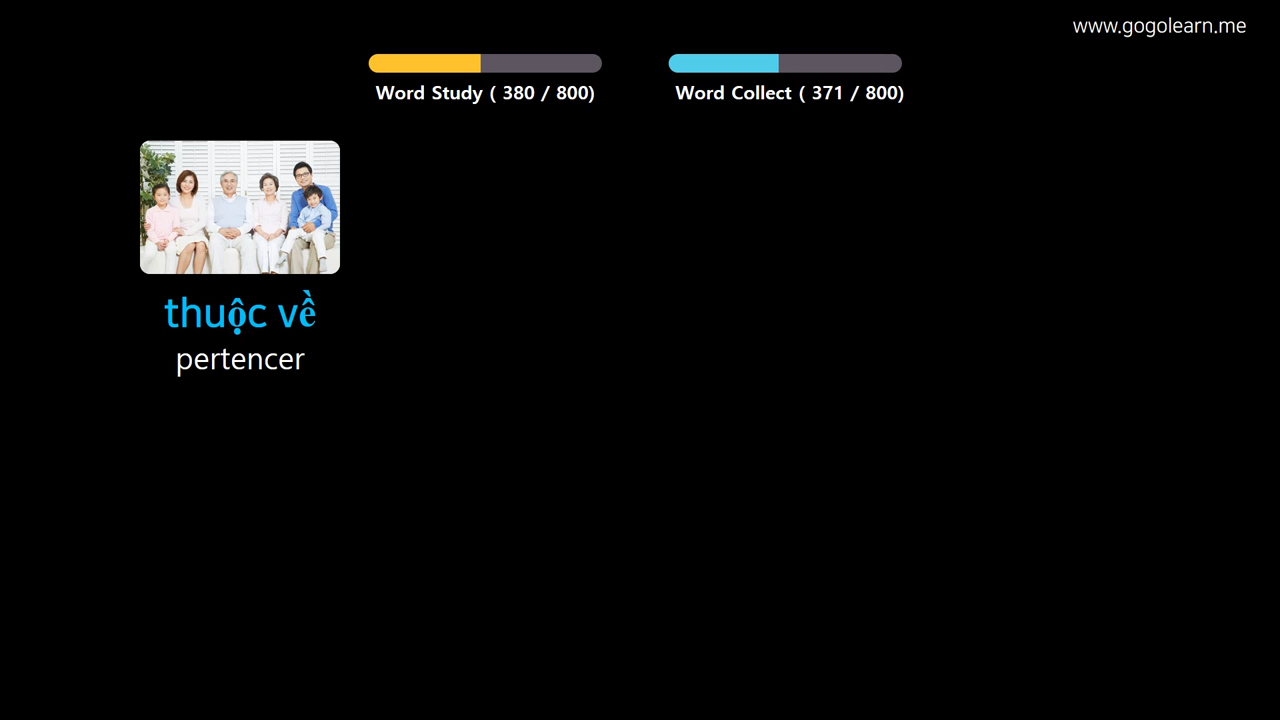 www.gogolearn.me
Word Study ( 380 / 800)
Word Collect ( 371 / 800)
thuộc về
pertencer